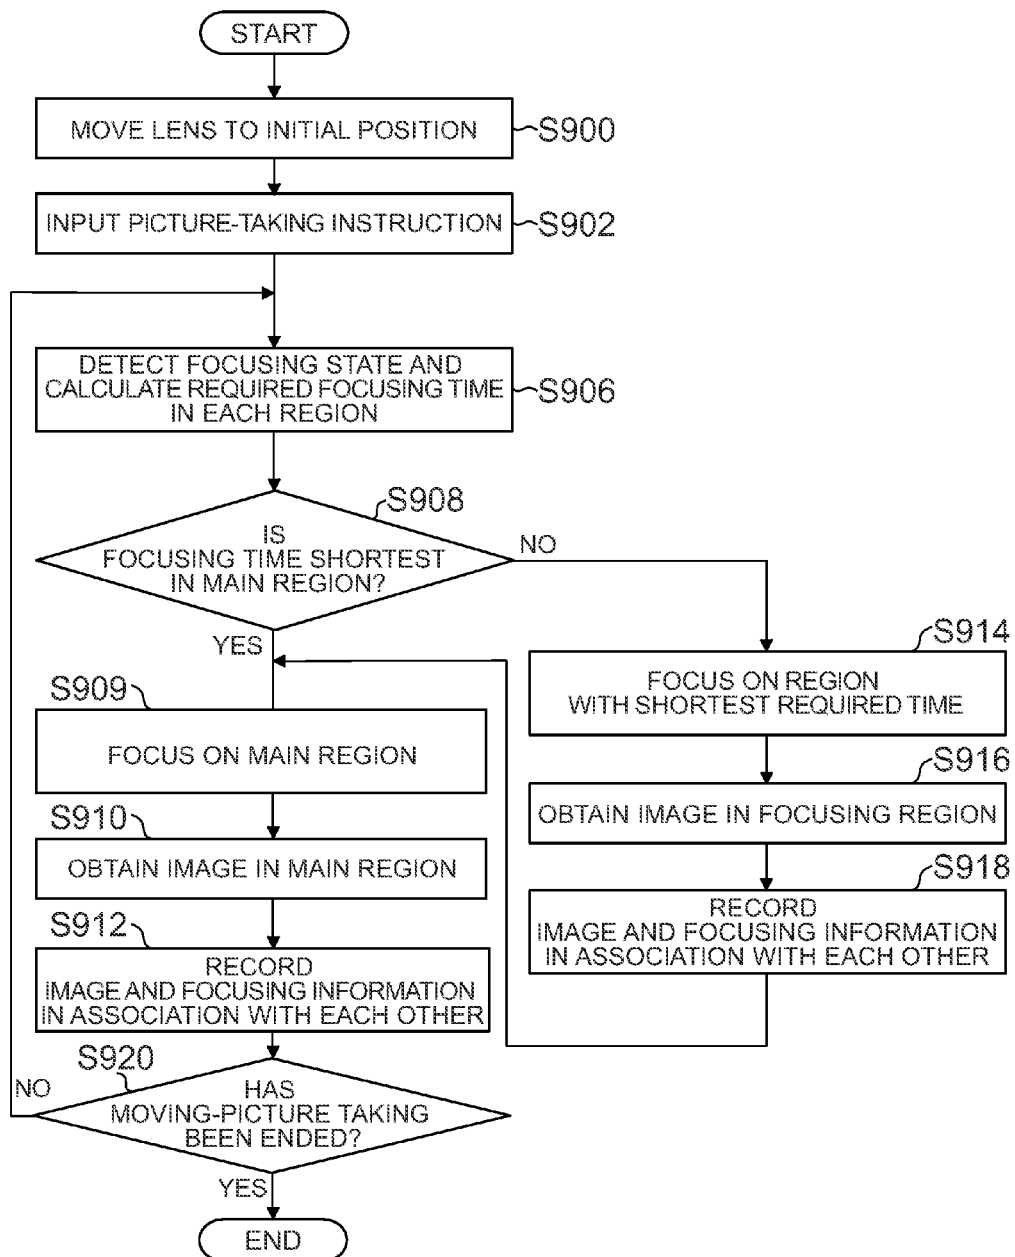 START
MOVE LENS TO INITIAL POSITION
S900
INPUT PICTURE-TAKING INSTRUCTION
S902
DETECT FOCUSING STATE AND
CALCULATE REQUIRED FOCUSING TIME
IN EACH REGION
S906
S908
IS
FOCUSING TIME SHORTEST
IN MAIN REGION?
NO
YES
S914
FOCUS ON REGION
WITH SHORTEST REQUIRED TIME
S909
FOCUS ON MAIN REGION
S916
OBTAIN IMAGE IN FOCUSING REGION
S910
OBTAIN IMAGE IN MAIN REGION
S918
RECORD
IMAGE AND FOCUSING INFORMATION
IN ASSOCIATION WITH EACH OTHER
S912
RECORD
IMAGE AND FOCUSING INFORMATION
IN ASSOCIATION WITH EACH OTHER
S920
NO
HAS
MOVING-PICTURE TAKING
BEEN ENDED?
YES
END